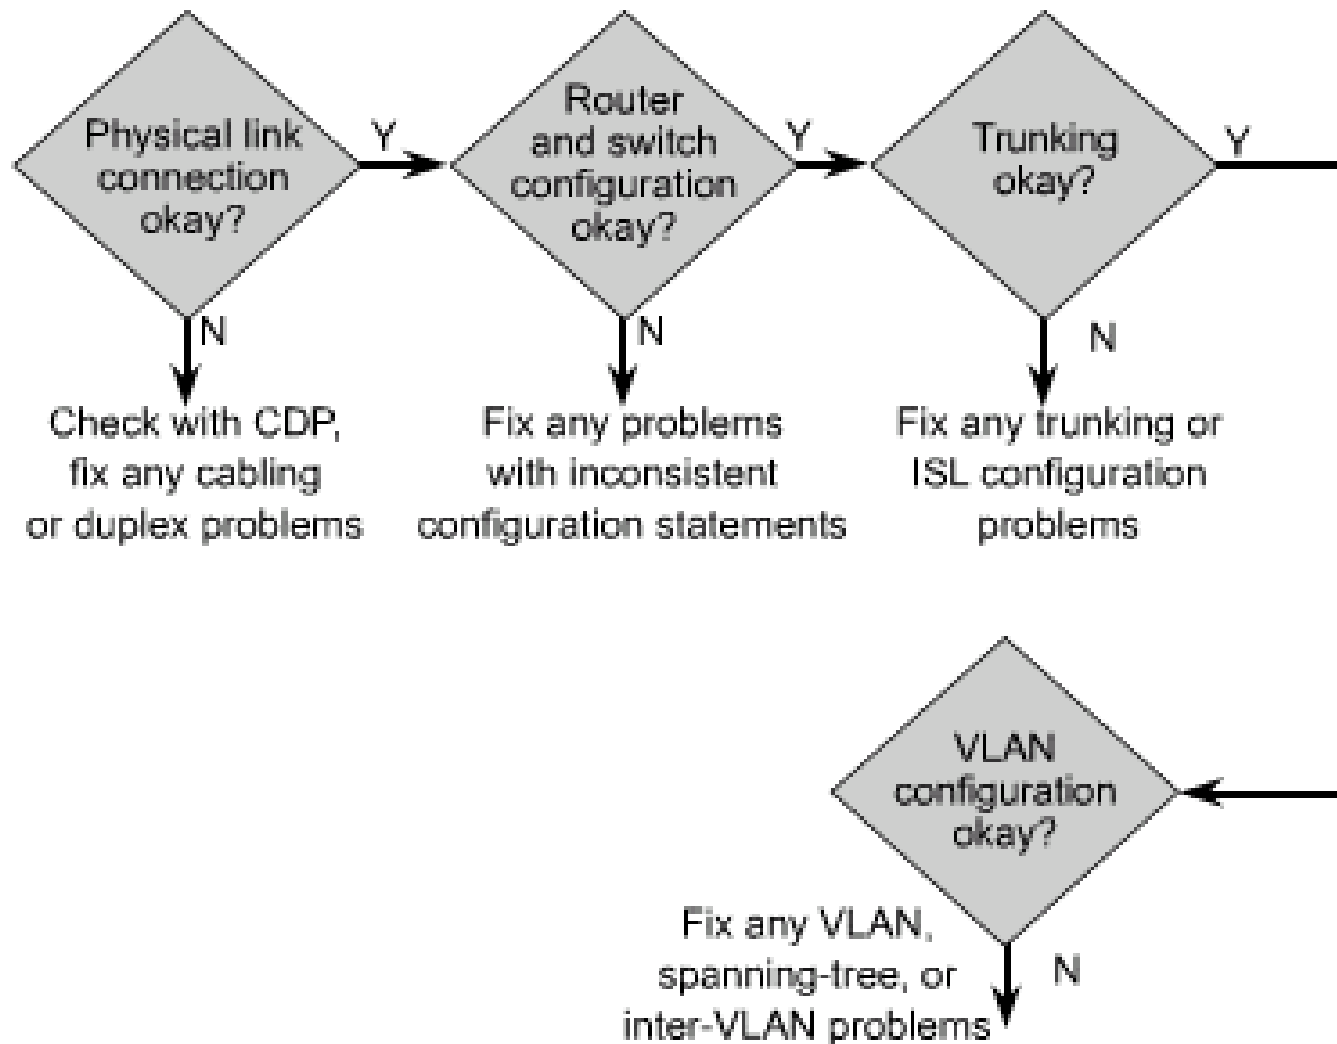 Physical link
connection
okay?
Y
N
Check with CDP,
fix any cabling
or duplex problems
Router
and switch
configuration
okay?
Y
N
Fix any problems
with inconsistent
configuration statements
Trunking
okay?
Y
N
Fix any trunking or
ISL configuration
problems
VLAN
configuration
okay?
N
Fix any VLAN,
spanning-tree, or
inter-VLAN problems